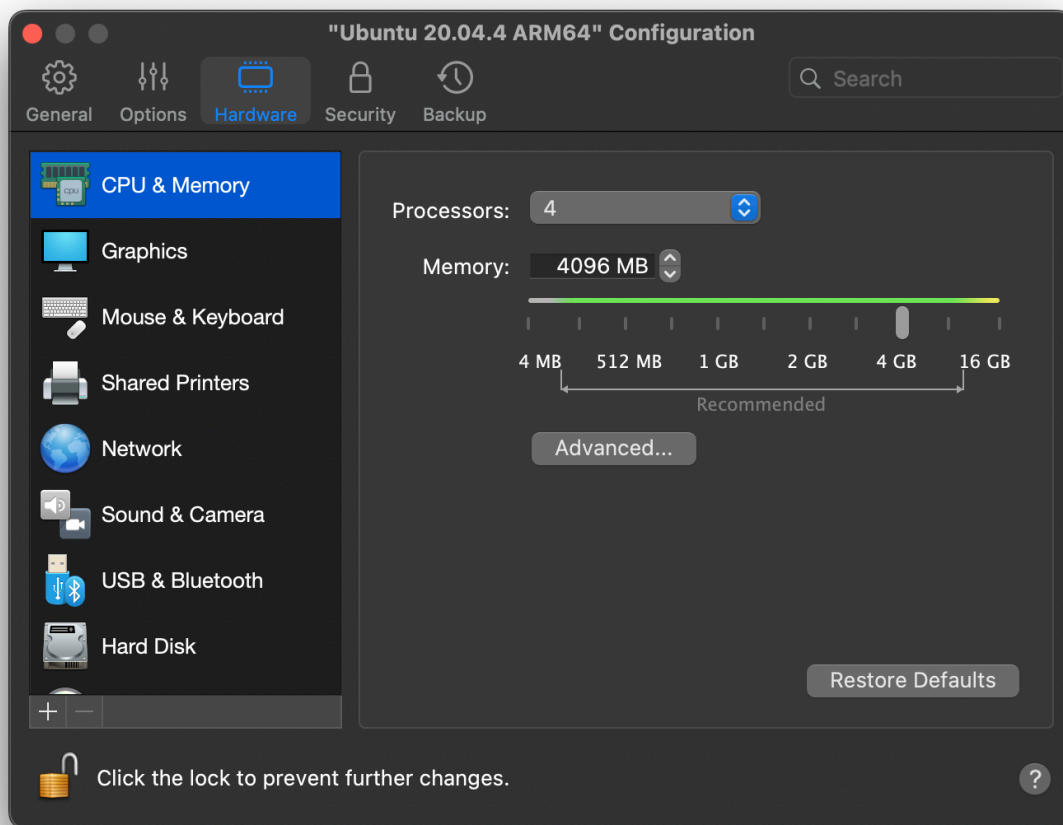 "Ubuntu 20.04.4 ARM64" Configuration
General Options Hardware Security Backup
Search
CPU & Memory
Graphics
Mouse & Keyboard
Shared Printers
Network
Sound & Camera
USB & Bluetooth
Hard Disk
Processors: 4
Memory: 4096 MB
4 MB 512 MB 1 GB 2 GB 4 GB 16 GB
Recommended
Advanced...
Restore Defaults
Click the lock to prevent further changes.
?